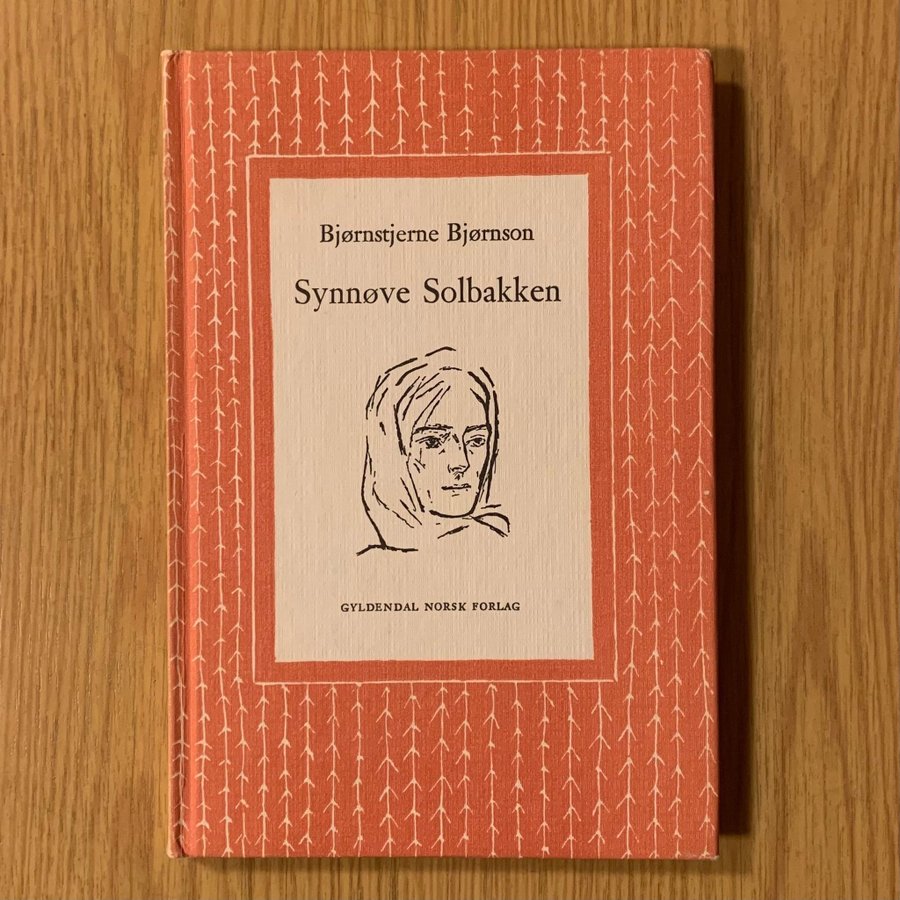 Bjørnstjerne Bjørnson
Synnøve Solbakken
GYLDENDAL NORSK FORLAG